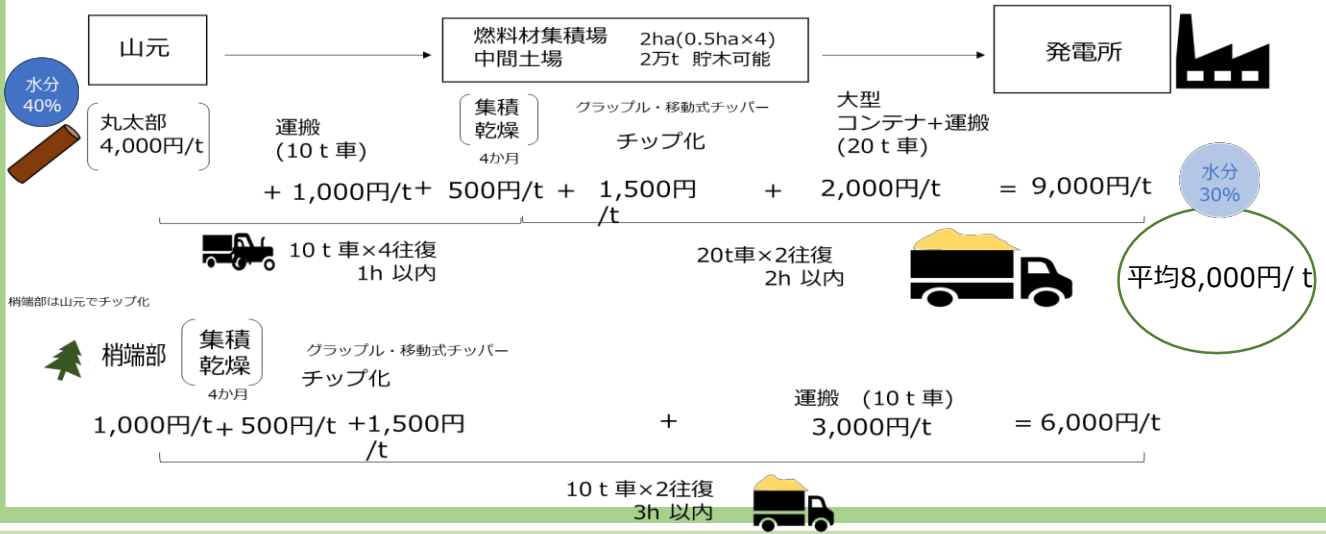 山元
燃料材集積場 2ha(0.5ha×4)
中間土場 2万t 貯木可能
発電所
水分
40%
丸太部
4,000円/t
運搬
(10ｔ車)
集積
乾燥
4か月
グラップル・移動式チッパー
チップ化
大型
コンテナ+運搬
(20ｔ車)
水分
30%
+ 1,000円/t+ 500円/t + 1,500円/t + 2,000円/t = 9,000円/t
10ｔ車×4往復
1h 以内
20t車×2往復
2h 以内
平均8,000円/ t
梢端部は山元でチップ化
梢端部
集積
乾燥
4か月
グラップル・移動式チッパー
チップ化
運搬 (10ｔ車)
1,000円/t+ 500円/t +1,500円/t + 3,000円/t = 6,000円/t
10ｔ車×2往復
3h 以内